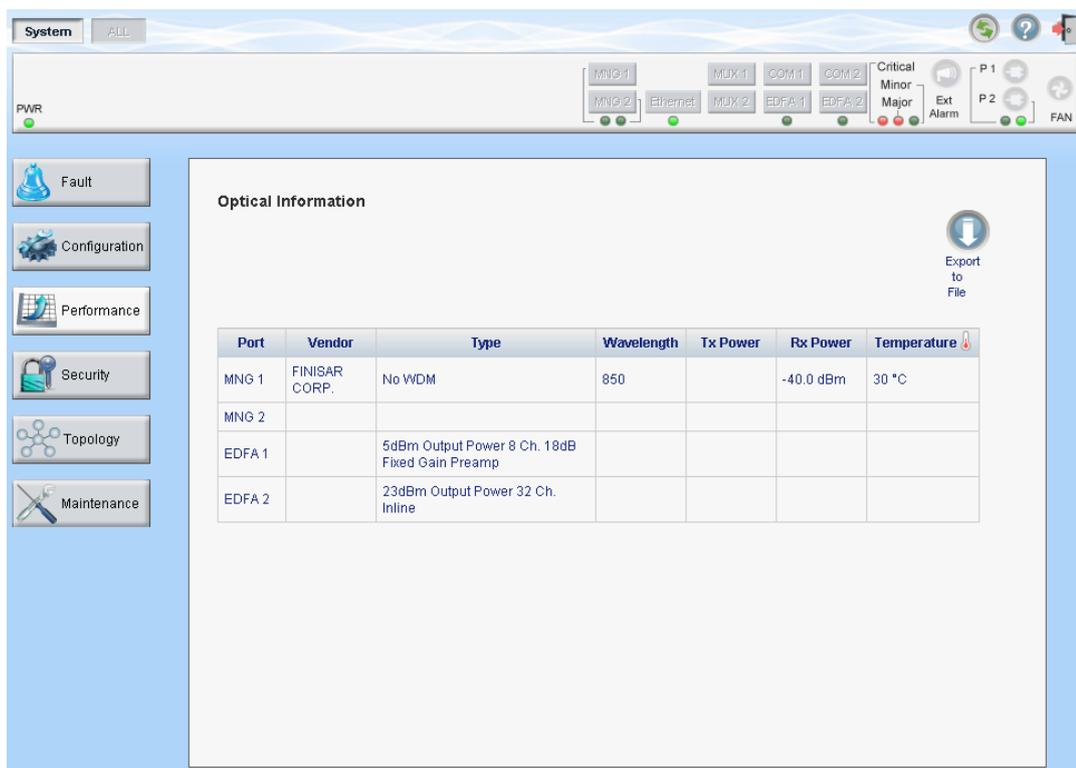 System ALL
MNG 1 MUX 1 COM 1 COM 2 Critical P 1
Minor
PWR MNG 2 Ethernet MUX 2 EDFA 1 EDFA 2 Major Ext P 2
Alarm FAN
Fault
Configuration
Performance
Security
Topology
Maintenance
Optical Information
Export
to
File
Port Vendor Type Wavelength Tx Power Rx Power Temperature
MNG 1 FINISAR CORP. No WDM 850 -40.0 dBm 30 °C
MNG 2
EDFA 1 5dBm Output Power 8 Ch. 18dB
Fixed Gain Preamp
EDFA 2 23dBm Output Power 32 Ch.
Inline